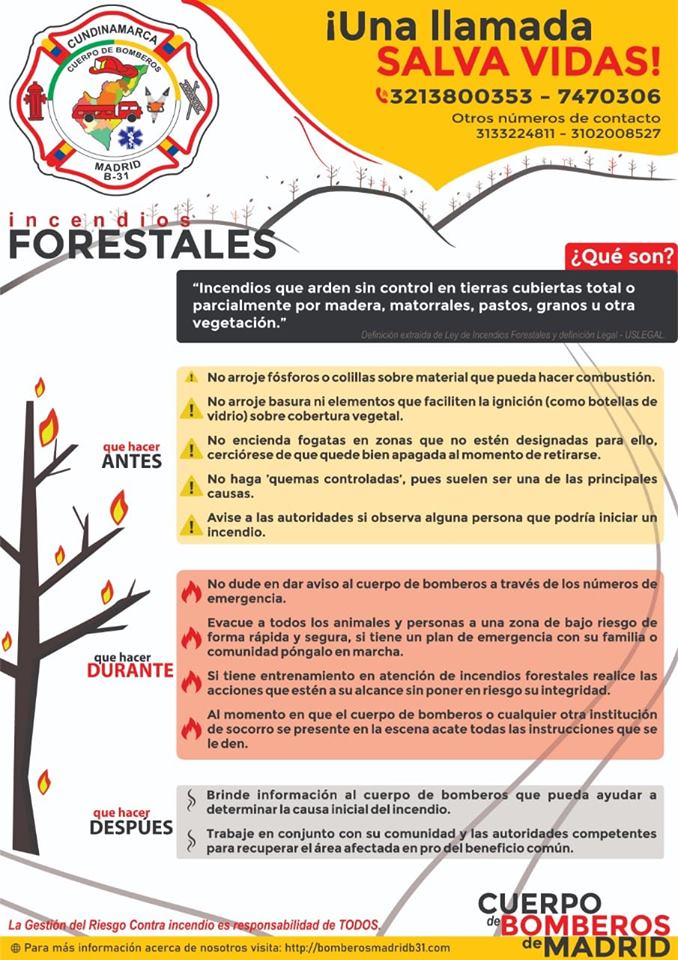 CUNDINAMARCA
CUERPO DE BOMBEROS
MADRID
B-31
¡Una llamada
SALVA VIDAS!
3213800353 - 7470306
Otros números de contacto
3133224811 - 3102008527
incendios
FORESTALES
¿Qué son?
“Incendios que arden sin control en tierras cubiertas total o
parcialmente por madera, matorrales, pastos, granos u otra
vegetación.”
Definición extraida de Ley de Incendios Forestales y definición Legal - USLEGAL.
que hacer
ANTES
No arroje fósforos o colillas sobre material que pueda hacer combustión.
No arroje basura ni elementos que faciliten la ignición (como botellas de
vidrio) sobre cobertura vegetal.
No encienda fogatas en zonas que no estén designadas para ello,
cerciórese de que quede bien apagada al momento de retirarse.
No haga 'quemas controladas', pues suelen ser una de las principales
causas.
Avise a las autoridades si observa alguna persona que podría iniciar un
incendio.
que hacer
DURANTE
No dude en dar aviso al cuerpo de bomberos a través de los números de
emergencia.
Evacue a todos los animales y personas a una zona de bajo riesgo de
forma rápida y segura, si tiene un plan de emergencia con su familia o
comunidad póngalo en marcha.
Si tiene entrenamiento en atención de incendios forestales realice las
acciones que estén a su alcance sin poner en riesgo su integridad.
Al momento en que el cuerpo de bomberos o cualquier otra institución
de socorro se presente en la escena acate todas las instrucciones que se
le den.
que hacer
DESPÚES
Brinde información al cuerpo de bomberos que pueda ayudar a
determinar la causa inicial del incendio.
Trabaje en conjunto con su comunidad y las autoridades competentes
para recuperar el área afectada en pro del beneficio común.
La Gestión del Riesgo Contra incendio es responsabilidad de TODOS.
CUERPO
de BOMBEROS
de MADRID
Para más información acerca de nosotros visita: http://bomberosmadridb31.com